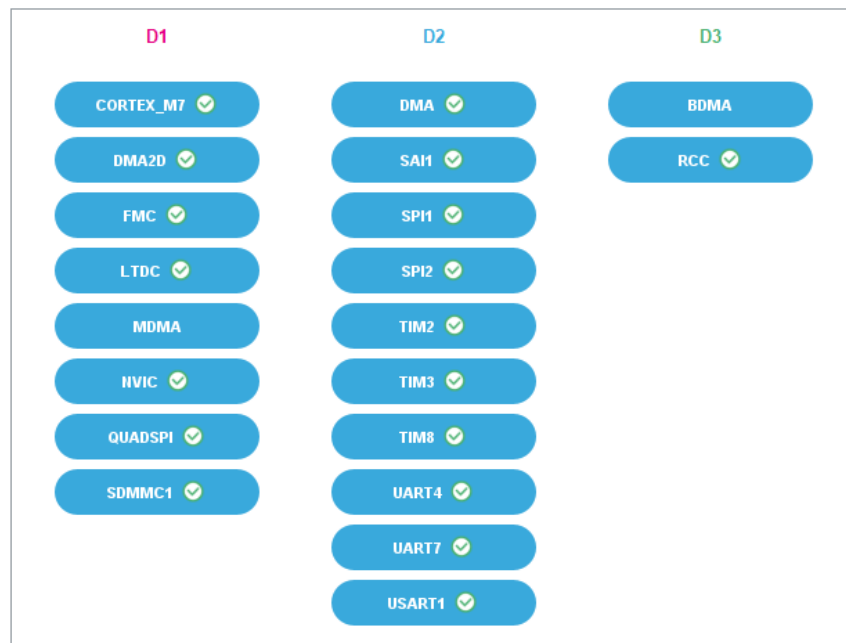 D1
CORTEX_M7
DMA2D
FMC
LTDC
MDMA
NVIC
QUADSPI
SDMMC1
D2
DMA
SAI1
SPI1
SPI2
TIM2
TIM3
TIM8
UART4
UART7
USART1
D3
BDMA
RCC